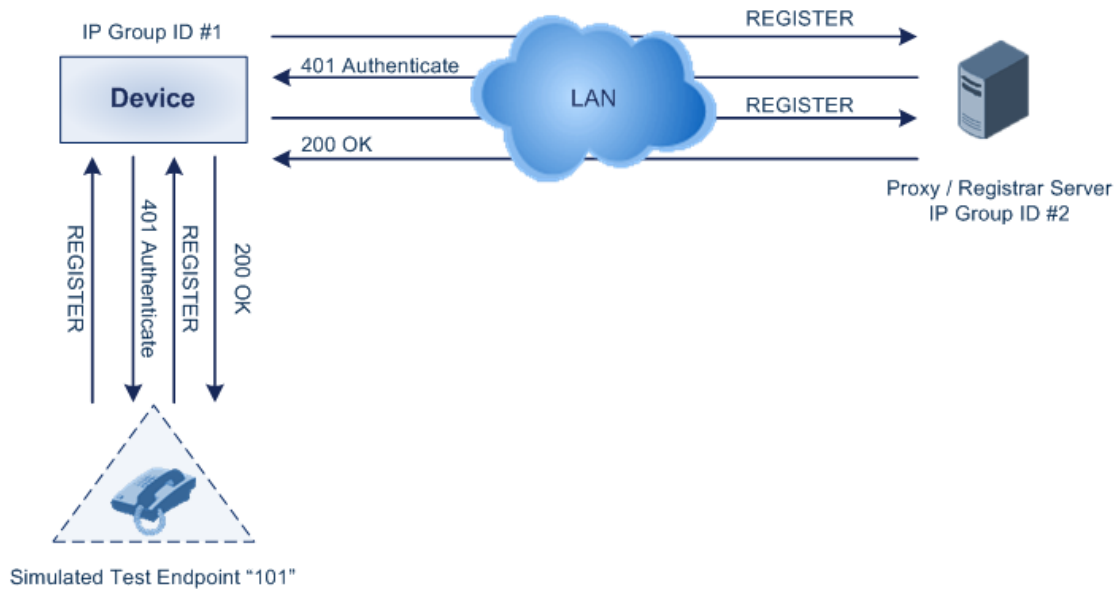 IP Group ID #1
REGISTER
401 Authenticate
Device
LAN
REGISTER
200 OK
Proxy / Registrar Server
IP Group ID #2
REGISTER
401 Authenticate
REGISTER
200 OK
Simulated Test Endpoint “101”